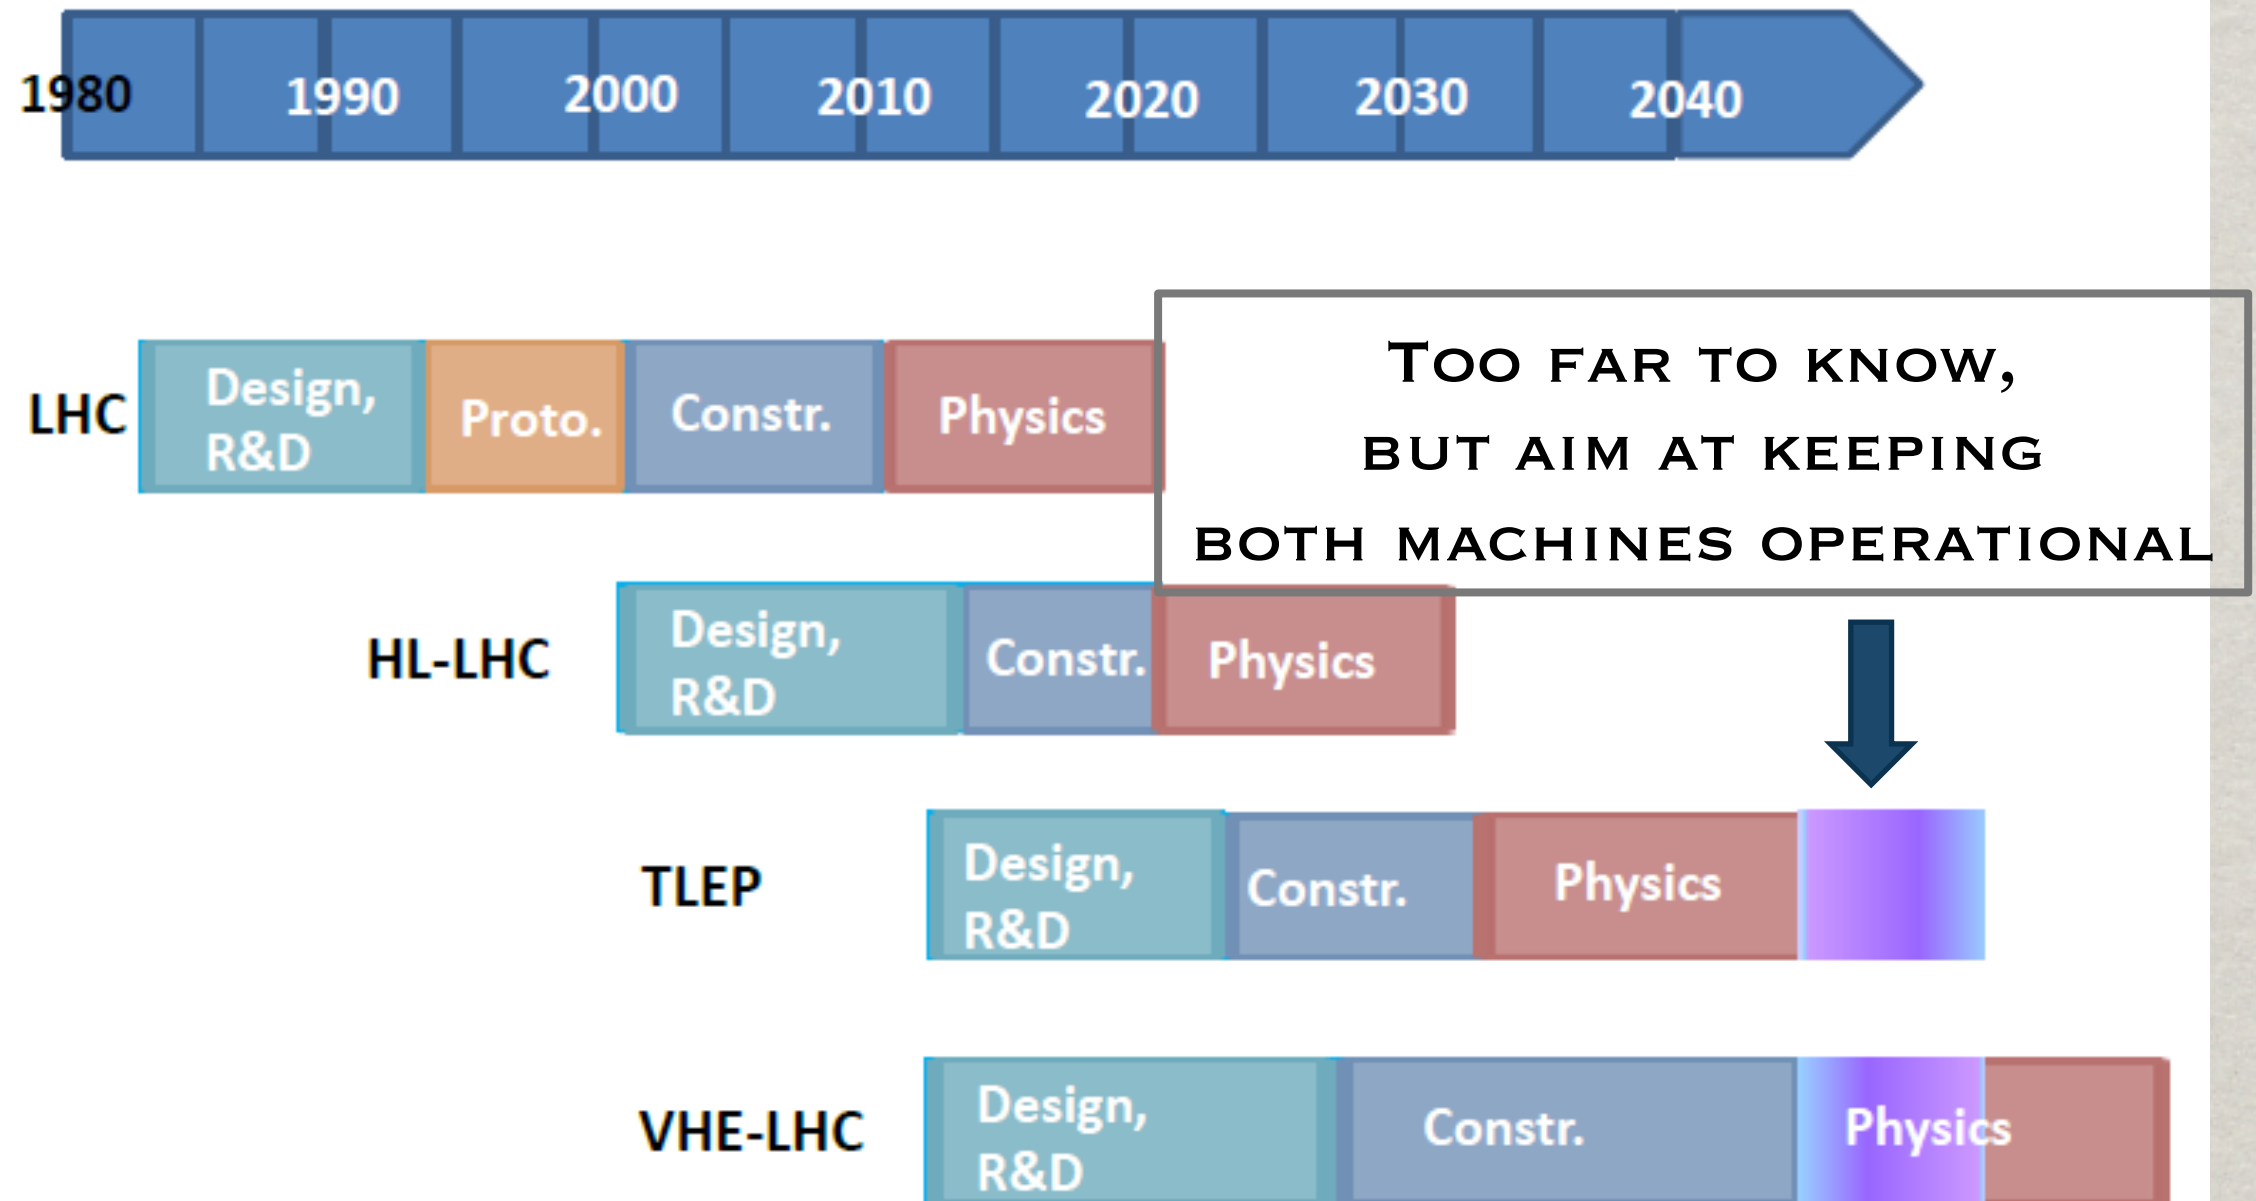 1980 1990 2000 2010 2020 2030 2040
Too far to know,
but aim at keeping
both machines operational
LHC
Design,
R&D
Proto.
Constr.
Physics
HL-LHC
Design,
R&D
Constr.
Physics
TLEP
Design,
R&D
Constr.
Physics
VHE-LHC
Design,
R&D
Constr.
Physics